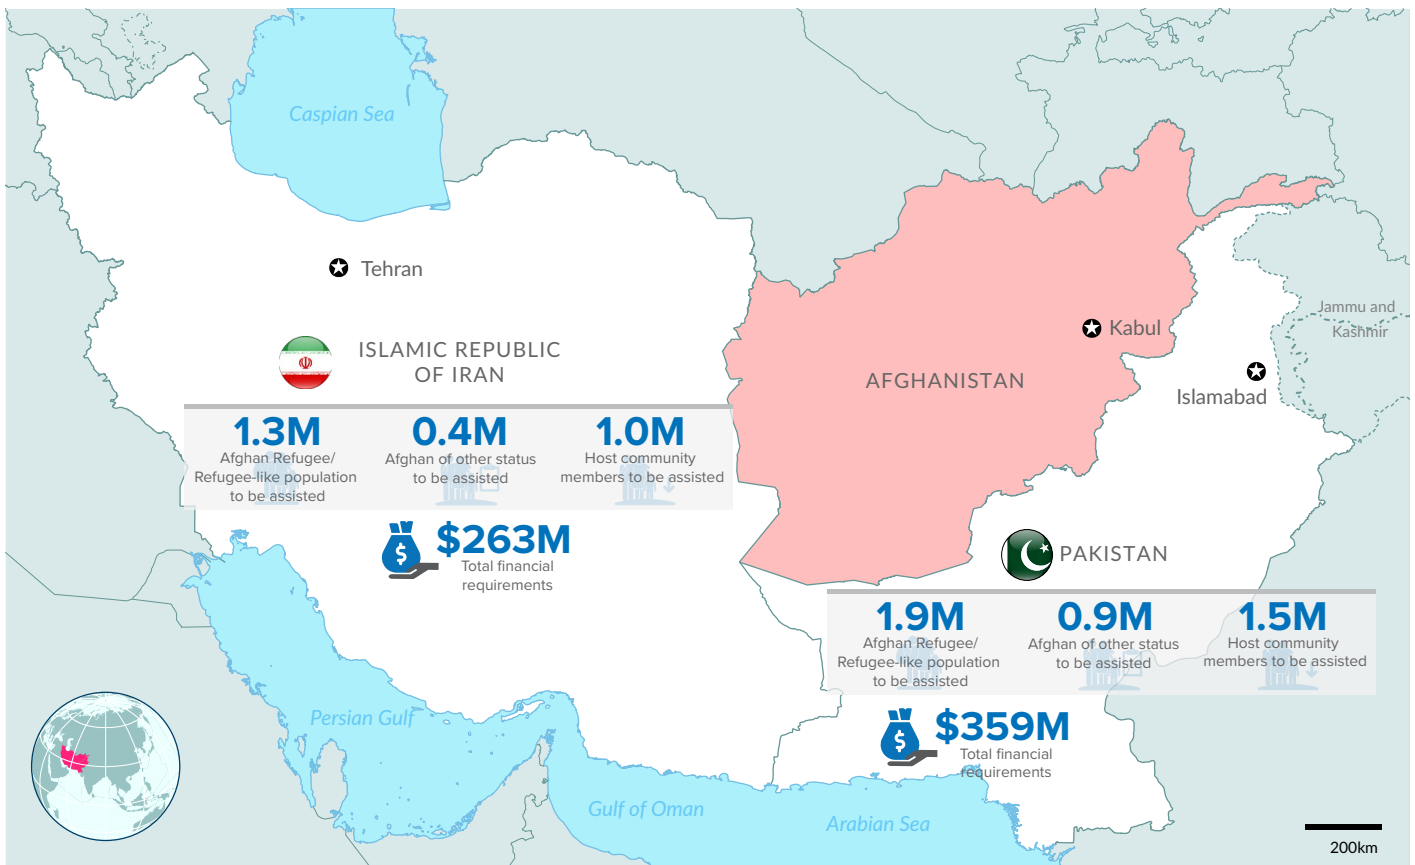 Caspian Sea
Tehran
ISLAMIC REPUBLIC
OF IRAN
1.3M
Afghan Refugee/
Refugee-like population
to be assisted
0.4M
Afghan of other status
to be assisted
1.0M
Host community
members to be assisted
$
$263M
Total financial
requirements
Kabul
AFGHANISTAN
Jammu and
Kashmir
Islamabad
PAKISTAN
1.9M
Afghan Refugee/
Refugee-like population
to be assisted
0.9M
Afghan of other status
to be assisted
1.5M
Host community
members to be assisted
$
$359M
Total financial
requirements
Persian Gulf
Gulf of Oman
Arabian Sea
200km